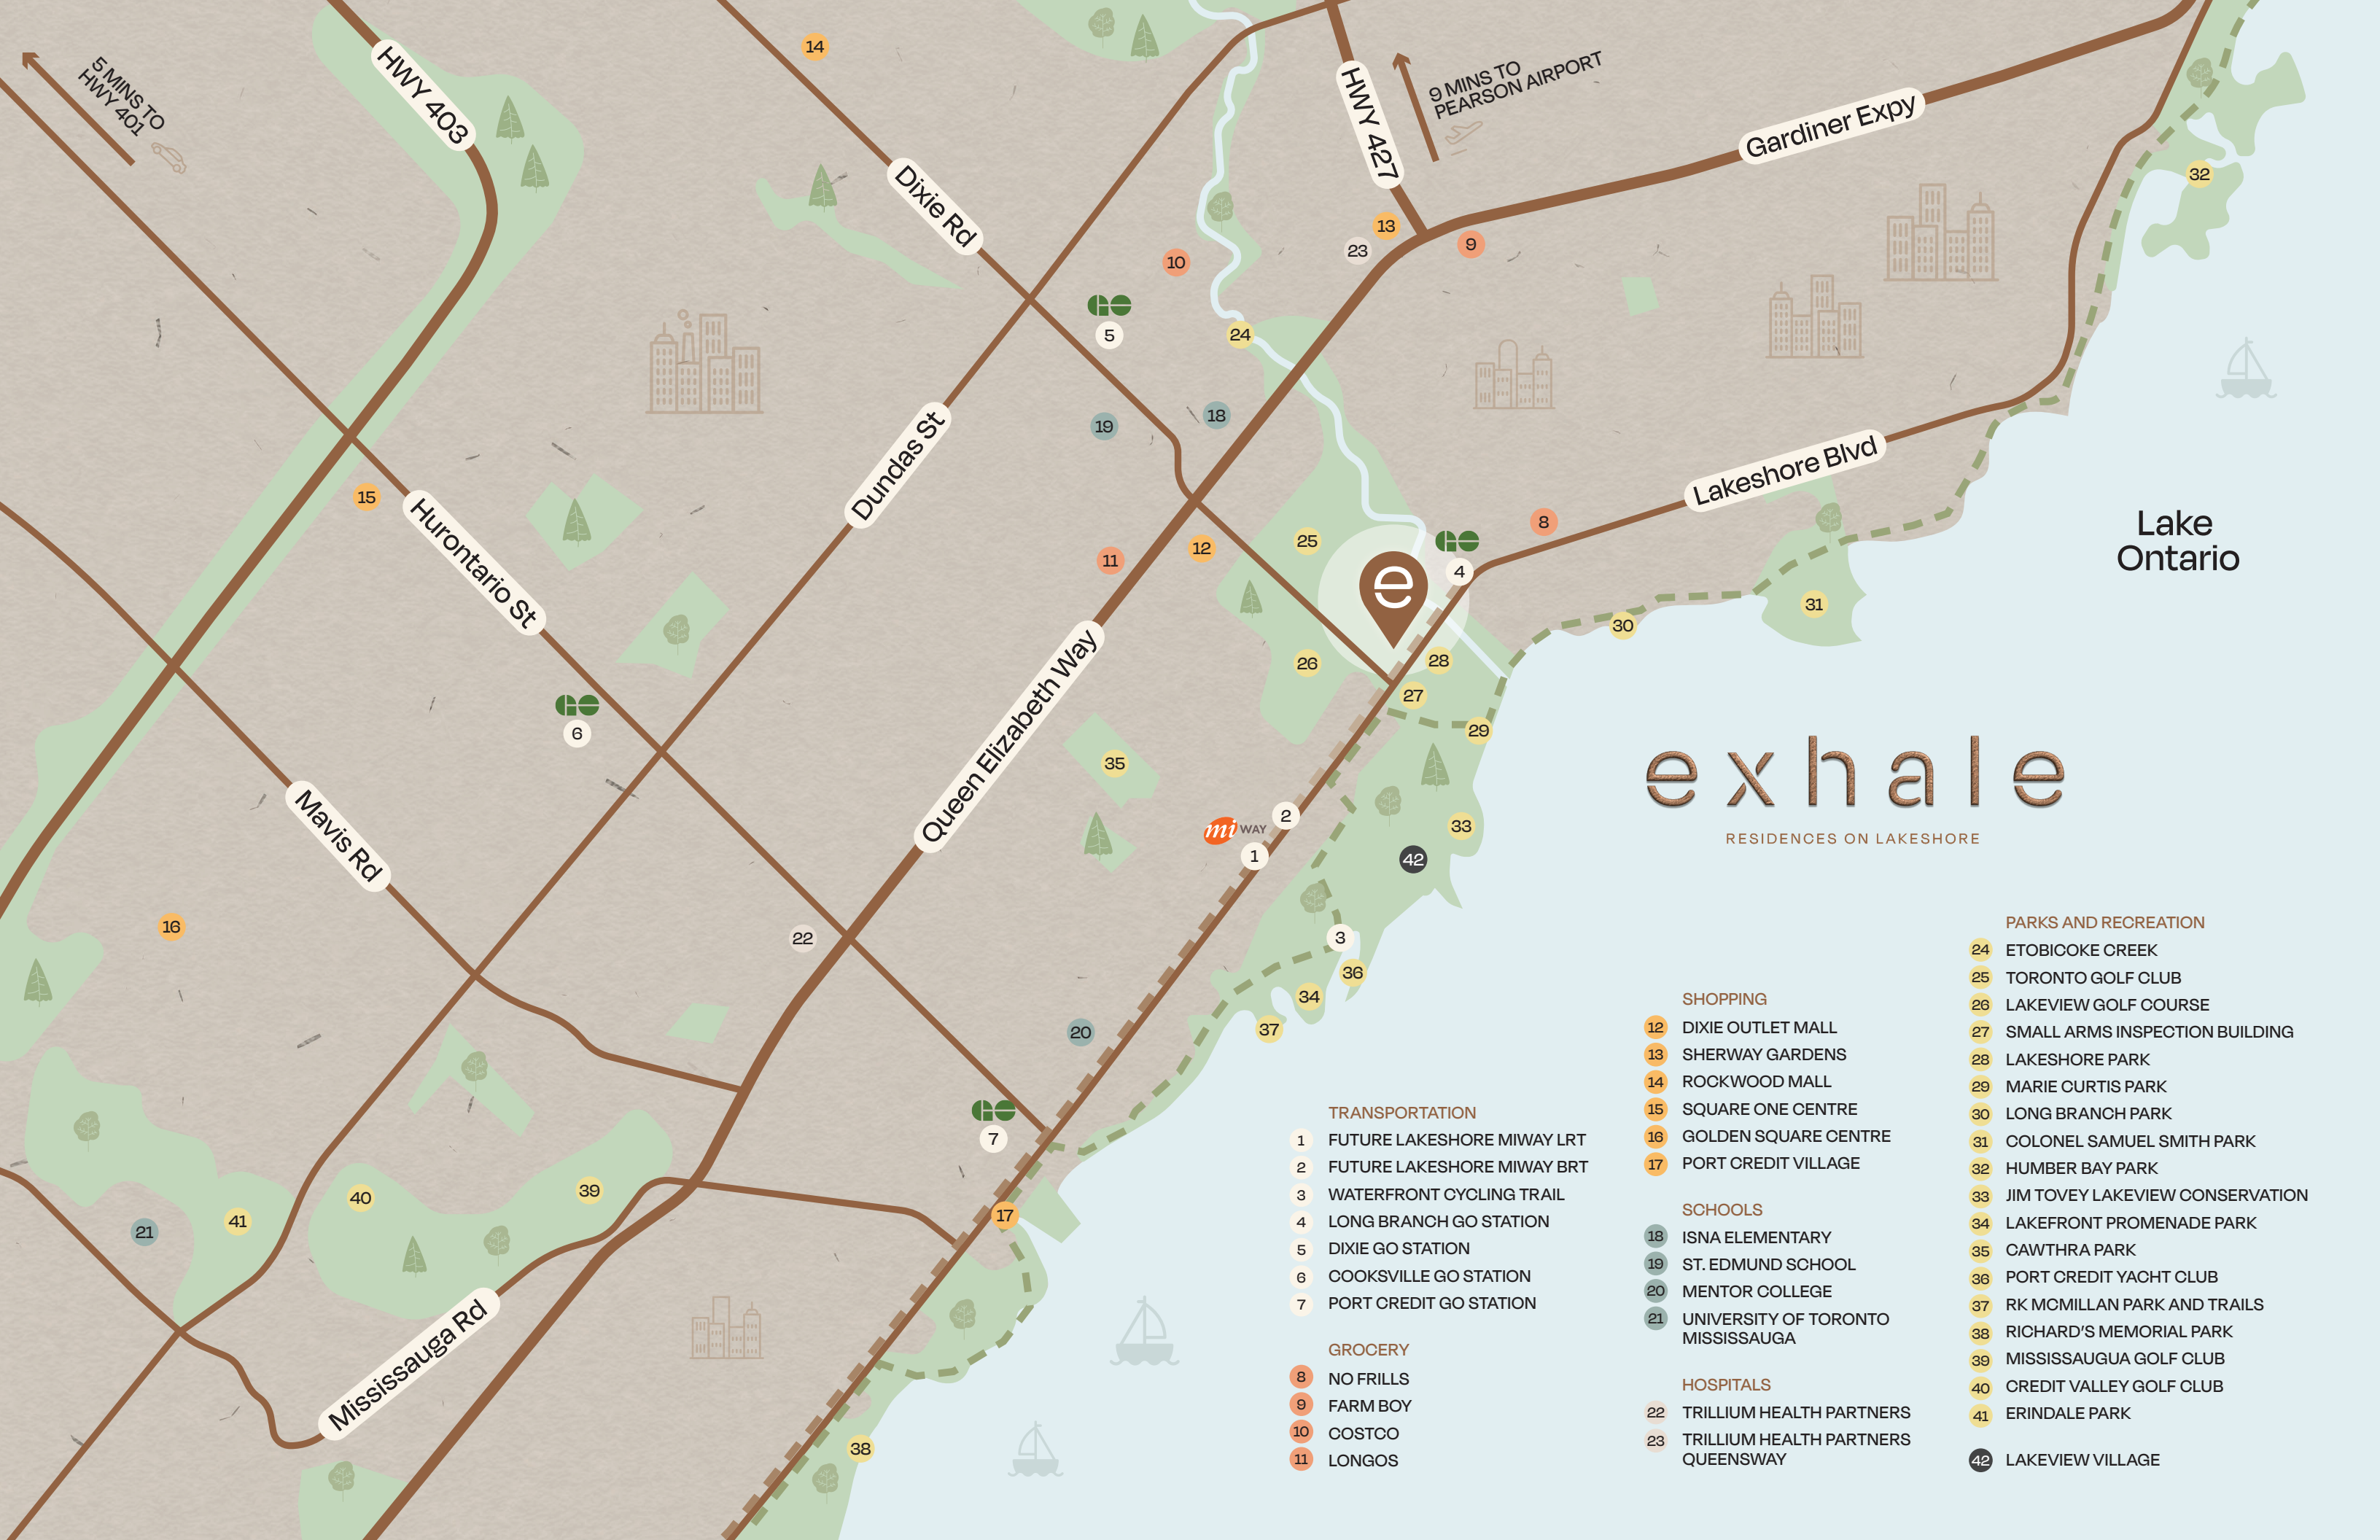 5 MINS TO
HWY 401
HWY 403
14
Dixie Rd
HWY 427
9 MINS TO
PEARSON AIRPORT
Gardiner Expy
32
13
23
9
10
5
24
19
18
Dundas St
15
Hurontario St
11
12
25
e
4
8
Lakeshore Blvd
Lake
Ontario
31
30
26
28
27
29
6
Queen Elizabeth Way
35
Mavis Rd
mi WAY
2
1
33
42
exhale
RESIDENCES ON LAKESHORE
16
22
3
36
34
37
20
7
17
21
41
40
39
Mississauga Rd
38
TRANSPORTATION
1 FUTURE LAKESHORE MIWAY LRT
2 FUTURE LAKESHORE MIWAY BRT
3 WATERFRONT CYCLING TRAIL
4 LONG BRANCH GO STATION
5 DIXIE GO STATION
6 COOKSVILLE GO STATION
7 PORT CREDIT GO STATION
GROCERY
8 NO FRILLS
9 FARM BOY
10 COSTCO
11 LONGOS
SHOPPING
12 DIXIE OUTLET MALL
13 SHERWAY GARDENS
14 ROCKWOOD MALL
15 SQUARE ONE CENTRE
16 GOLDEN SQUARE CENTRE
17 PORT CREDIT VILLAGE
SCHOOLS
18 ISNA ELEMENTARY
19 ST. EDMUND SCHOOL
20 MENTOR COLLEGE
21 UNIVERSITY OF TORONTO
MISSISSAUGA
HOSPITALS
22 TRILLIUM HEALTH PARTNERS
23 TRILLIUM HEALTH PARTNERS
QUEENSWAY
PARKS AND RECREATION
24 ETOBICOKE CREEK
25 TORONTO GOLF CLUB
26 LAKEVIEW GOLF COURSE
27 SMALL ARMS INSPECTION BUILDING
28 LAKESHORE PARK
29 MARIE CURTIS PARK
30 LONG BRANCH PARK
31 COLONEL SAMUEL SMITH PARK
32 HUMBER BAY PARK
33 JIM TOVEY LAKEVIEW CONSERVATION
34 LAKEFRONT PROMENADE PARK
35 CAWTHRA PARK
36 PORT CREDIT YACHT CLUB
37 RK MCMILLAN PARK AND TRAILS
38 RICHARD'S MEMORIAL PARK
39 MISSISSAUGUA GOLF CLUB
40 CREDIT VALLEY GOLF CLUB
41 ERINDALE PARK
42 LAKEVIEW VILLAGE